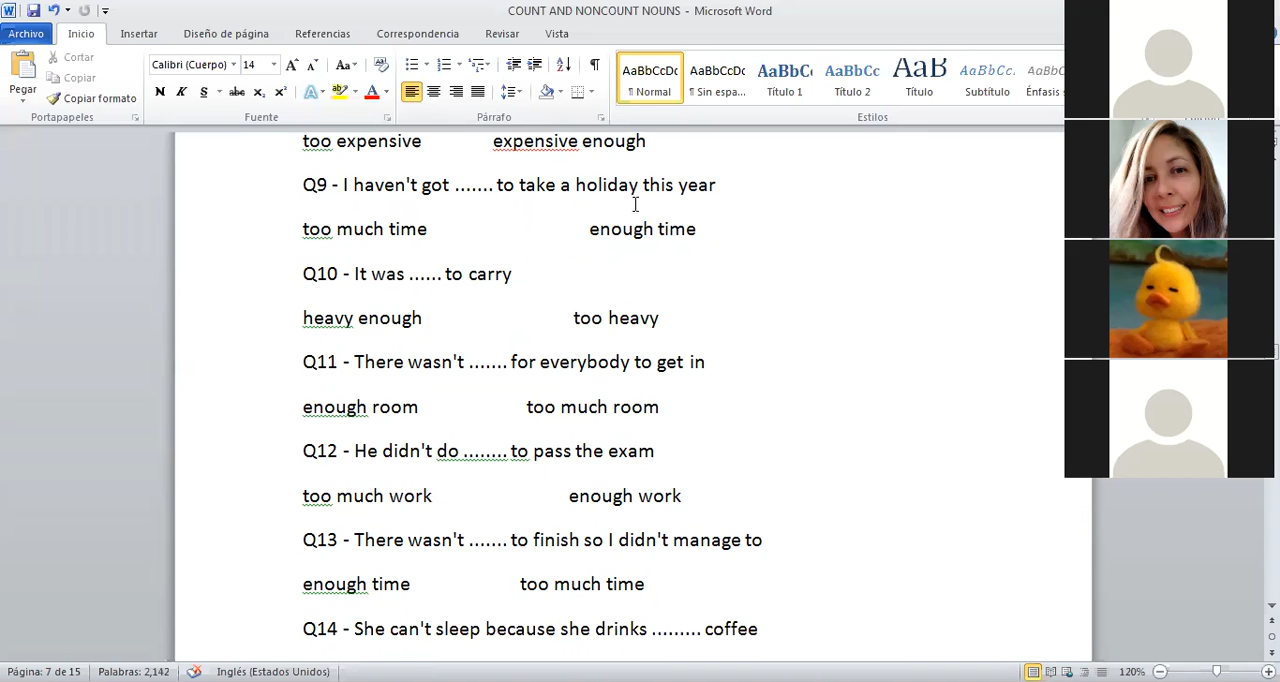 COUNT AND NONCOUNT NOUNS - Microsoft Word
Archivo Inicio Insertar Diseño de página Referencias Correspondencia Revisar Vista
Pegar
Cortar
Copiar
Copiar formato
Portapapeles
Calibri (Cuerpo) 14
Fuente
Párrafo
AaBbCcDc AaBbCcDc AaBbC AaBbCc AaB AaBbCc. AaBbCc
¶ Normal ¶ Sin espa... Título 1 Título 2 Título Subtítulo Énfasis
Estilos
too expensive expensive enough
Q9 - I haven't got ....... to take a holiday this year
too much time enough time
Q10 - It was ...... to carry
heavy enough too heavy
Q11 - There wasn't ....... for everybody to get in
enough room too much room
Q12 - He didn't do ........ to pass the exam
too much work enough work
Q13 - There wasn't ....... to finish so I didn't manage to
enough time too much time
Q14 - She can't sleep because she drinks ......... coffee
Página: 7 de 15 Palabras: 2,142 Inglés (Estados Unidos) 120%